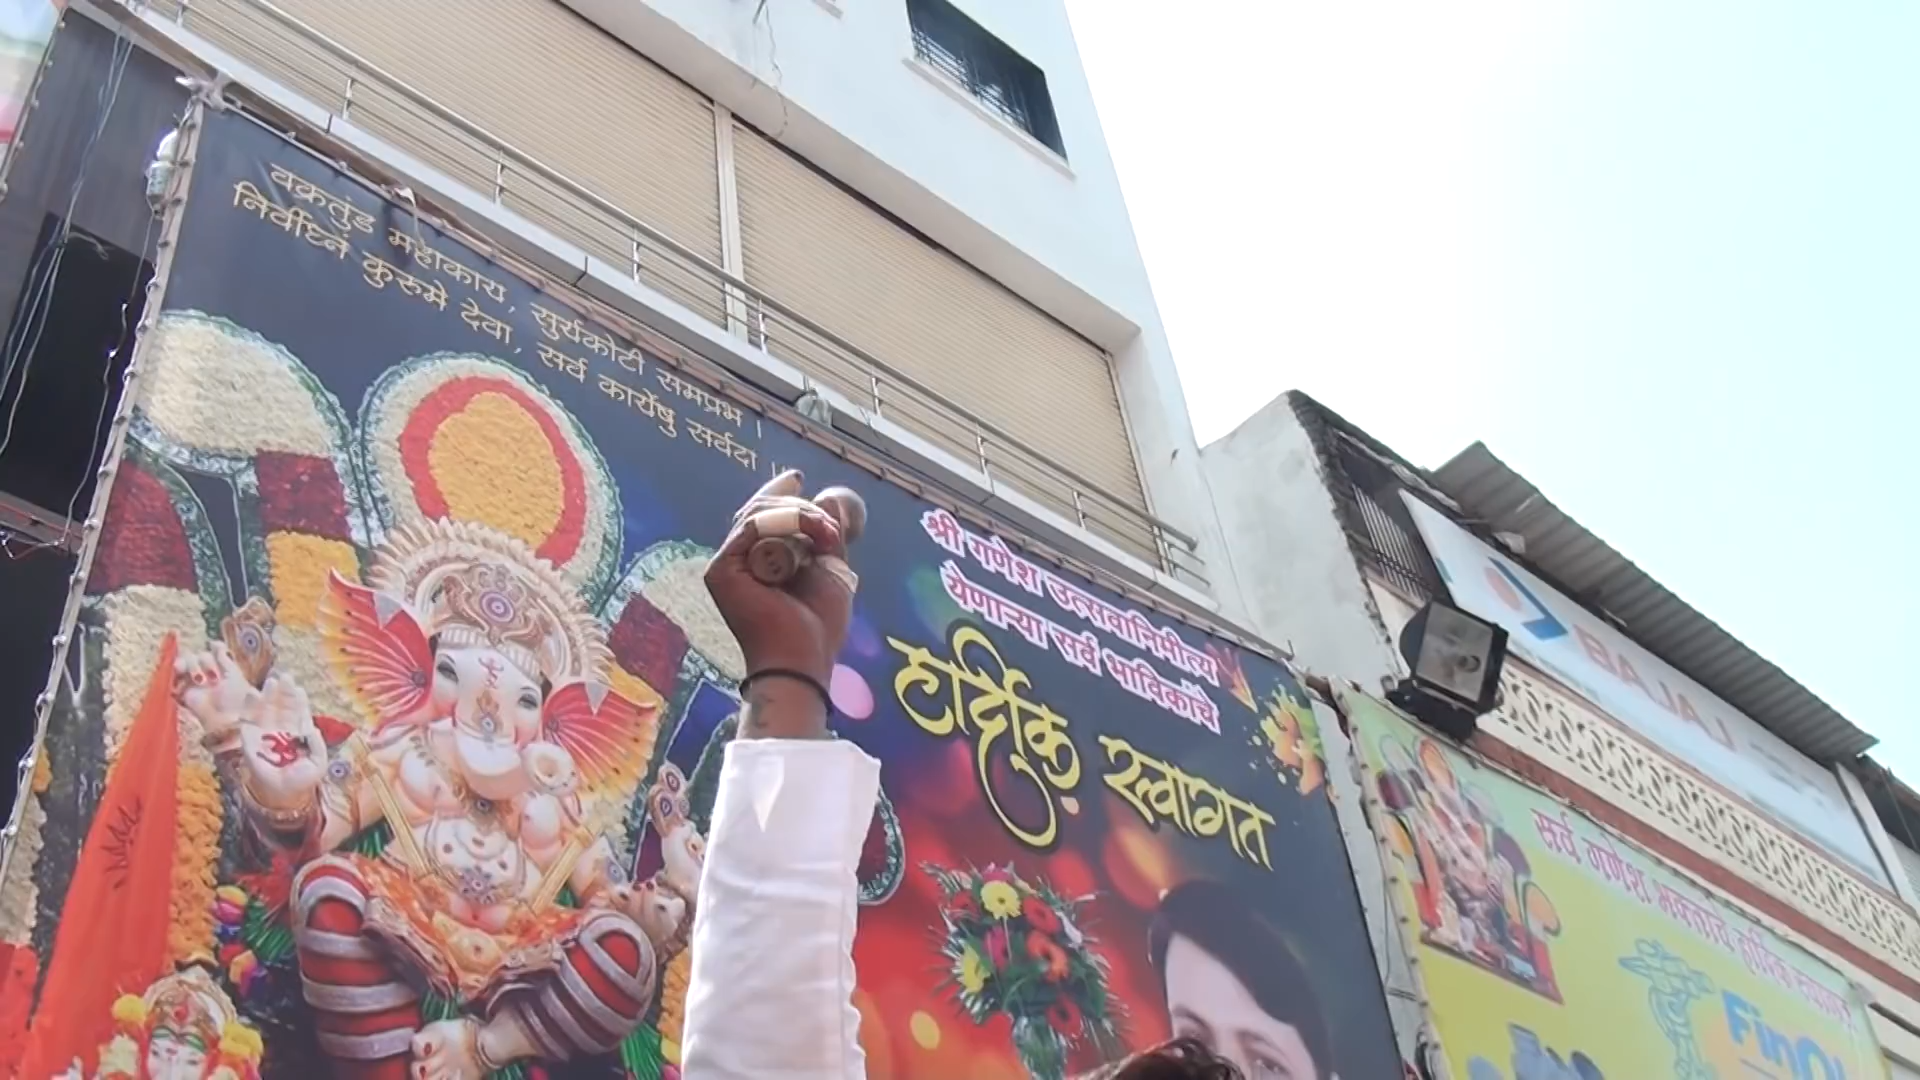 वक्रतुंड महाकाय, सुर्यकोटी समप्रभ ।
निर्वीघ्नं कुरुमे देवा, सर्व कार्येषु सर्वदा ॥
श्री गणेश उत्सवानिमीत्य
येणाऱ्या सर्व भाविकांचे
हार्दिक स्वागत
ॐ
BAJAJ
सर्व गणेश भक्तांचे हार्दिक स्वागत